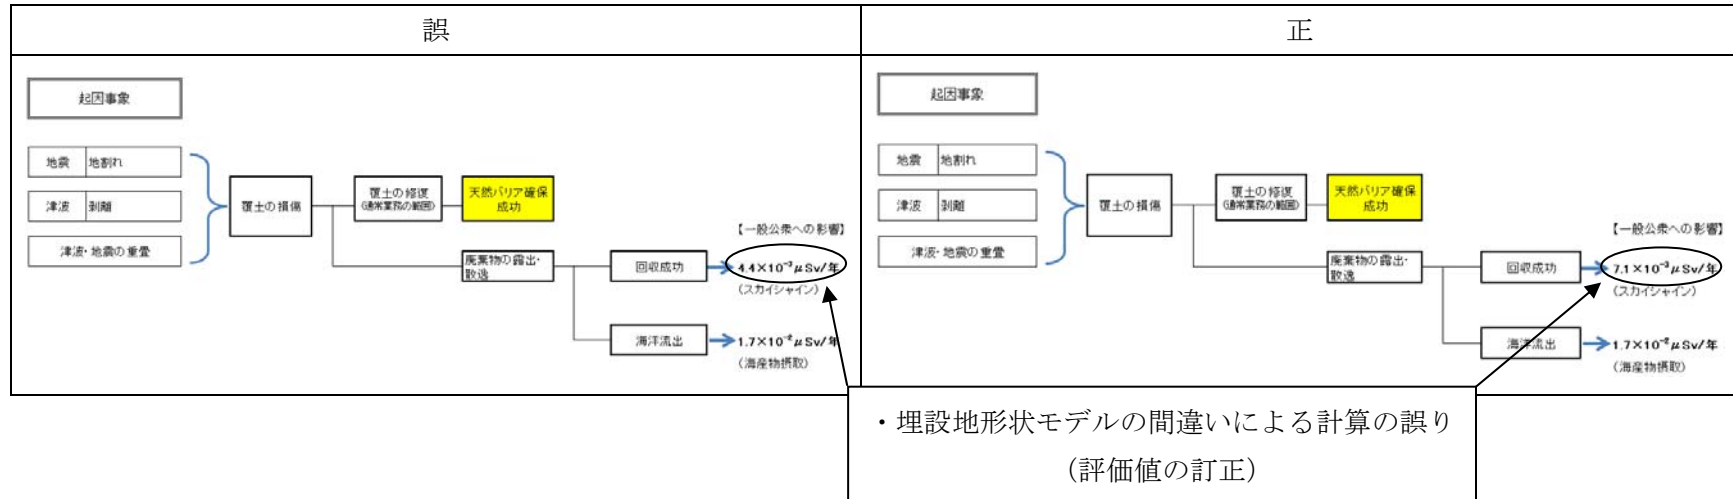 誤
正
起因事象
地震 地割れ
津波 剥離
津波・地震の重畳
覆土の損傷
覆土の修復
(通常業務の範囲)
天然バリア確保
成功
廃棄物の露出・
散逸
回収成功
海洋流出
【一般公衆への影響】
4.4×10⁻³μSv/年
(スカイシャイン)
1.7×10⁻²μSv/年
(海産物摂取)
起因事象
地震 地割れ
津波 剥離
津波・地震の重畳
覆土の損傷
覆土の修復
(通常業務の範囲)
天然バリア確保
成功
廃棄物の露出・
散逸
回収成功
海洋流出
【一般公衆への影響】
7.1×10⁻³μSv/年
(スカイシャイン)
1.7×10⁻²μSv/年
(海産物摂取)
・埋設地形状モデルの間違いによる計算の誤り
(評価値の訂正)